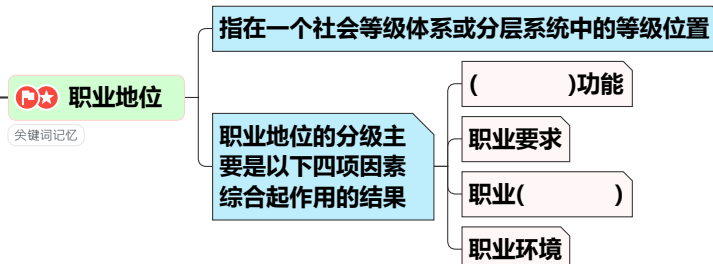 指在一个社会等级体系或分层系统中的等级位置
职业地位
关键词记忆
职业地位的分级主
要是以下四项因素
综合起作用的结果
(　　　　)功能
职业要求
职业(　　　　)
职业环境